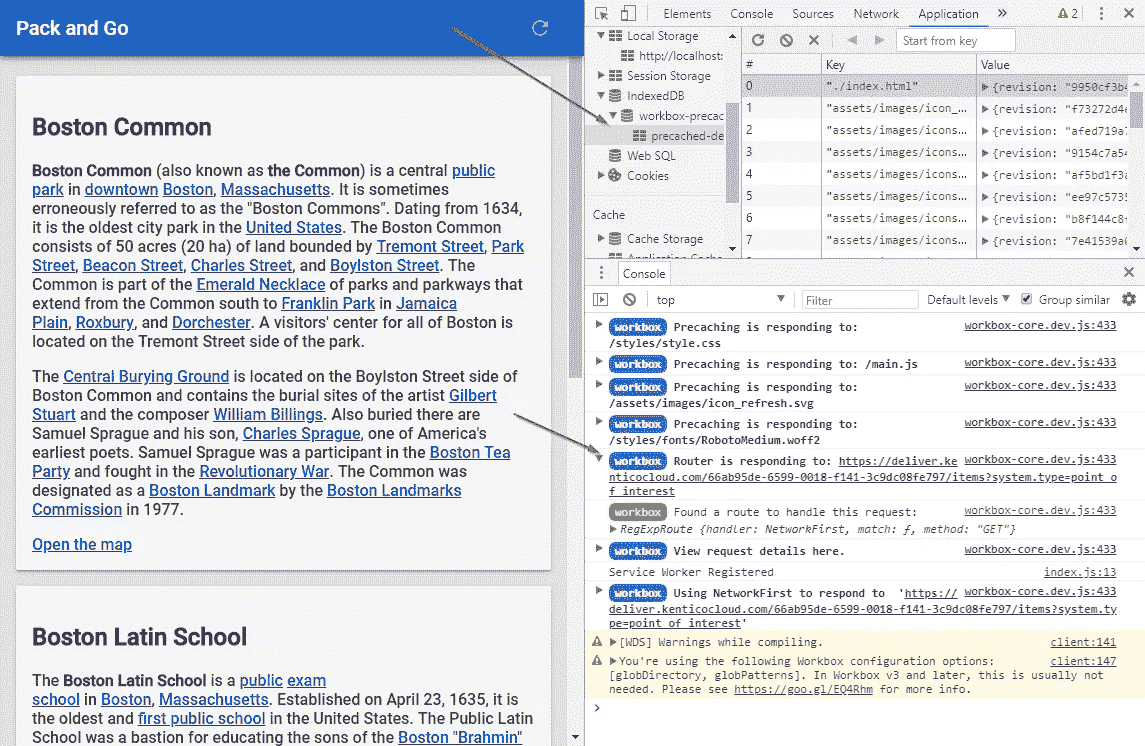 Pack and Go
Boston Common
Boston Common (also known as the Common) is a central public
park in downtown Boston, Massachusetts. It is sometimes
erroneously referred to as the "Boston Commons". Dating from 1634,
it is the oldest city park in the United States. The Boston Common
consists of 50 acres (20 ha) of land bounded by Tremont Street, Park
Street, Beacon Street, Charles Street, and Boylston Street. The
Common is part of the Emerald Necklace of parks and parkways that
extend from the Common south to Franklin Park in Jamaica
Plain, Roxbury, and Dorchester. A visitors' center for all of Boston is
located on the Tremont Street side of the park.
The Central Burying Ground is located on the Boylston Street side of
Boston Common and contains the burial sites of the artist Gilbert
Stuart and the composer William Billings. Also buried there are
Samuel Sprague and his son, Charles Sprague, one of America's
earliest poets. Samuel Sprague was a participant in the Boston Tea
Party and fought in the Revolutionary War. The Common was
designated as a Boston Landmark by the Boston Landmarks
Commission in 1977.
Open the map
Boston Latin School
The Boston Latin School is a public exam
school in Boston, Massachusetts. Established on April 23, 1635, it is
the oldest and first public school in the United States. The Public Latin
School was a bastion for educating the sons of the Boston "Brahmin"
Elements Console Sources Network Application » 2
Local Storage
http://localhost:
Session Storage
IndexedDB
workbox-precac
precached-de
Web SQL
Cookies
Cache
Cache Storage
Application Cache
Start from key
# Key Value
0 "./index.html" {revision: "9950cf3b4
1 "assets/images/icon_... {revision: "f73272d4e
2 "assets/images/icons... {revision: "afed719a7
3 "assets/images/icons... {revision: "9154c7a54
4 "assets/images/icons... {revision: "af5bd1f3a
5 "assets/images/icons... {revision: "ee97c5735
6 "assets/images/icons... {revision: "b8f144c8f
7 "assets/images/icons... {revision: "7e41539a6
Console
top Filter Default levels Group similar
workbox Precaching is responding to: workbox-core.dev.js:433
/styles/style.css
workbox Precaching is responding to: /main.js workbox-core.dev.js:433
workbox Precaching is responding to: workbox-core.dev.js:433
/assets/images/icon_refresh.svg
workbox Precaching is responding to: workbox-core.dev.js:433
/styles/fonts/RobotoMedium.woff2
workbox Router is responding to: https://deliver.ke workbox-core.dev.js:433
nticocloud.com/66ab95de-6599-0018-f141-3c9dc08fe797/items?system.type=point_o
f_interest
workbox Found a route to handle this request: workbox-core.dev.js:433
RegExpRoute {handler: NetworkFirst, match: ƒ, method: "GET"}
workbox View request details here. workbox-core.dev.js:433
Service Worker Registered index.js:13
workbox Using NetworkFirst to respond to 'https:// workbox-core.dev.js:433
deliver.kenticocloud.com/66ab95de-6599-0018-f141-3c9dc08fe797/items?system.ty
pe=point_of_interest'
[WDS] Warnings while compiling. client:141
You're using the following Workbox configuration options: client:147
[globDirectory, globPatterns]. In Workbox v3 and later, this is usually not
needed. Please see https://goo.gl/EQ4Rhm for more info.